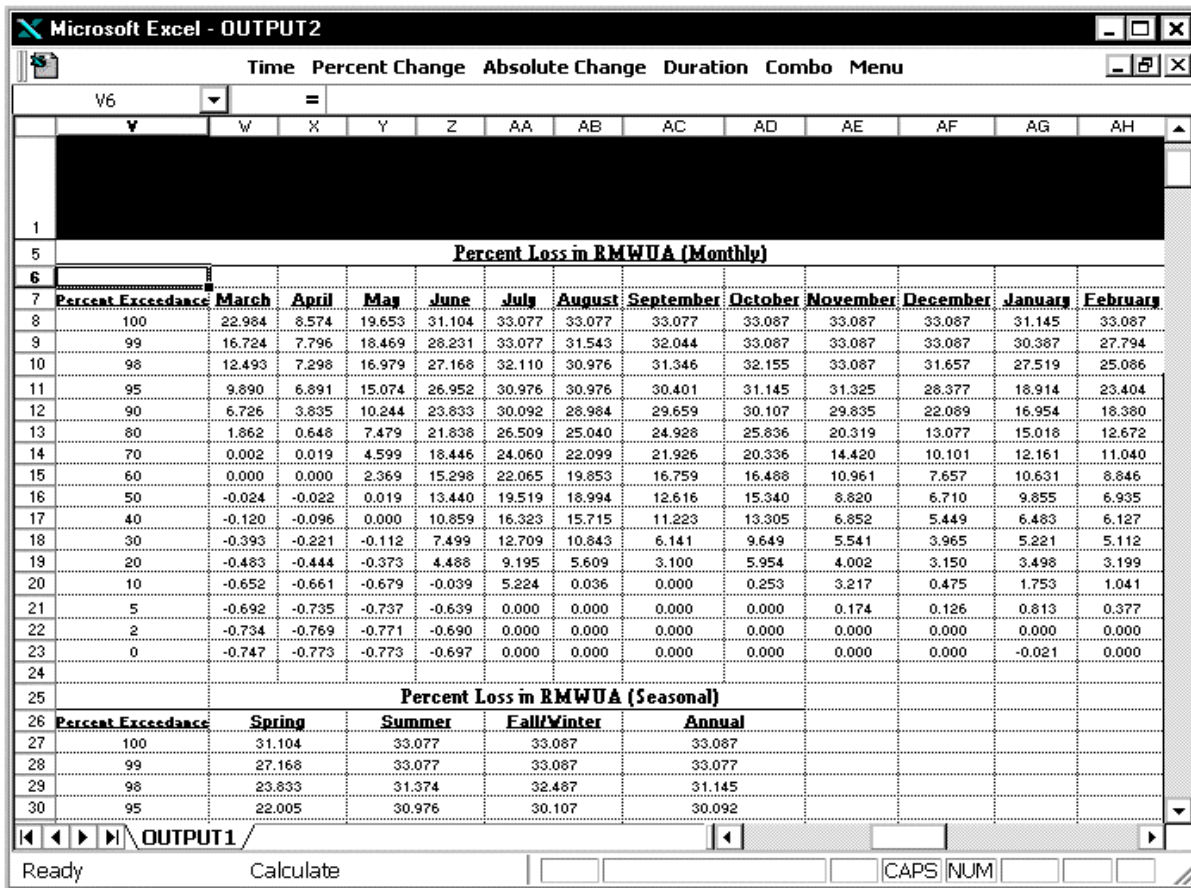 Microsoft Excel - OUTPUT2
Time Percent Change Absolute Change Duration Combo Menu
V6 =
V W X Y Z AA AB AC AD AE AF AG AH
1
5 Percent Loss in RMWUA (Monthly)
6
7 Percent Exceedance March April May June July August September October November December January February
8 100 22.984 8.574 19.653 31.104 33.077 33.077 33.077 33.087 33.087 33.087 31.145 33.087
9 99 16.724 7.796 18.469 28.231 33.077 31.543 32.044 33.087 33.087 33.087 30.387 27.794
10 98 12.493 7.298 16.979 27.168 32.110 30.976 31.346 32.155 33.087 31.657 27.519 25.086
11 95 9.890 6.891 15.074 26.952 30.976 30.976 30.401 31.145 31.325 28.377 18.914 23.404
12 90 6.726 3.835 10.244 23.833 30.092 28.984 29.659 30.107 29.835 22.089 16.954 18.380
13 80 1.862 0.648 7.479 21.838 26.509 25.040 24.928 25.836 20.319 13.077 15.018 12.672
14 70 0.002 0.019 4.599 18.446 24.060 22.099 21.926 20.336 14.420 10.101 12.161 11.040
15 60 0.000 0.000 2.369 15.298 22.065 19.853 16.759 16.488 10.961 7.657 10.631 8.846
16 50 -0.024 -0.022 0.019 13.440 19.519 18.994 12.616 15.340 8.820 6.710 9.855 6.935
17 40 -0.120 -0.096 0.000 10.859 16.323 15.715 11.223 13.305 6.852 5.449 6.483 6.127
18 30 -0.393 -0.221 -0.112 7.499 12.709 10.843 6.141 9.649 5.541 3.965 5.221 5.112
19 20 -0.483 -0.444 -0.373 4.488 9.195 5.609 3.100 5.954 4.002 3.150 3.498 3.199
20 10 -0.652 -0.661 -0.679 -0.039 5.224 0.036 0.000 0.253 3.217 0.475 1.753 1.041
21 5 -0.692 -0.735 -0.737 -0.639 0.000 0.000 0.000 0.000 0.174 0.126 0.813 0.377
22 2 -0.734 -0.769 -0.771 -0.690 0.000 0.000 0.000 0.000 0.000 0.000 0.000 0.000
23 0 -0.747 -0.773 -0.773 -0.697 0.000 0.000 0.000 0.000 0.000 0.000 -0.021 0.000
24
25 Percent Loss in RMWUA (Seasonal)
26 Percent Exceedance Spring Summer Fall/Winter Annual
27 100 31.104 33.077 33.087 33.087
28 99 27.168 33.077 33.087 33.077
29 98 23.833 31.374 32.487 31.145
30 95 22.005 30.976 30.107 30.092
OUTPUT1
Ready Calculate CAPS NUM